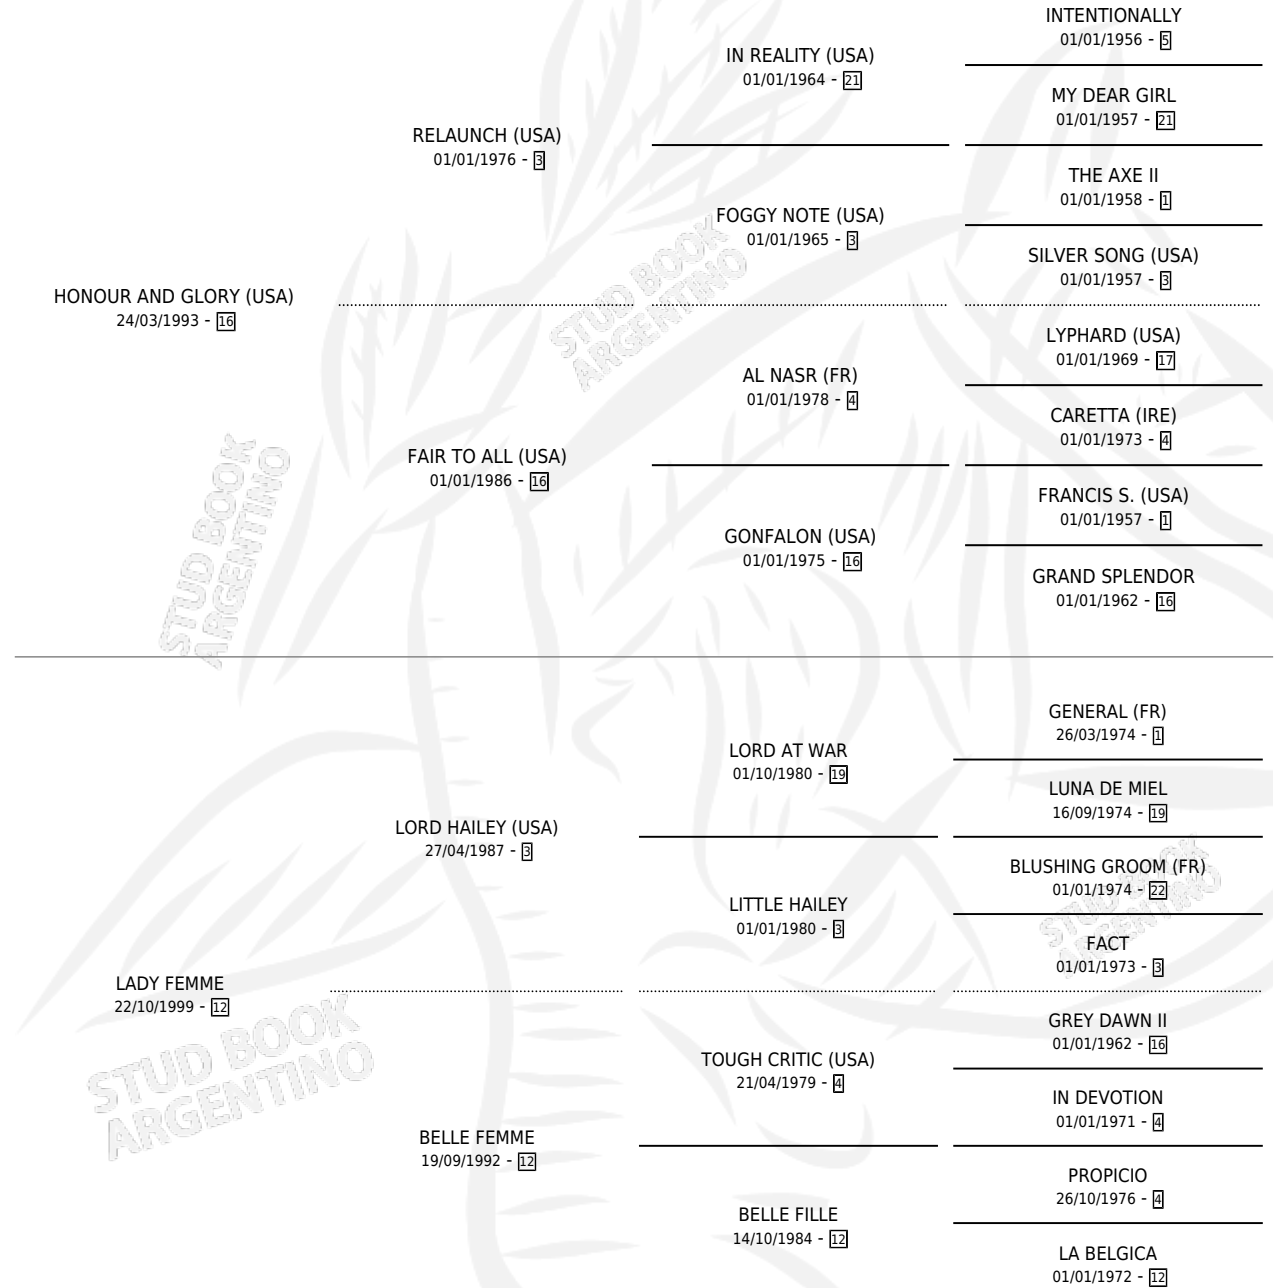 INTENTIONALLY
01/01/1956 - 5
IN REALITY (USA)
01/01/1964 - 21
MY DEAR GIRL
01/01/1957 - 21
RELAUNCH (USA)
01/01/1976 - 3
THE AXE II
01/01/1958 - 1
FOGGY NOTE (USA)
01/01/1965 - 3
SILVER SONG (USA)
01/01/1957 - 3
HONOUR AND GLORY (USA)
24/03/1993 - 16
STUD BOOK
ARGENTINO
LYPHARD (USA)
01/01/1969 - 17
AL NASR (FR)
01/01/1978 - 4
CARETTA (IRE)
01/01/1973 - 4
FAIR TO ALL (USA)
01/01/1986 - 16
FRANCIS S. (USA)
01/01/1957 - 1
GONFALON (USA)
01/01/1975 - 16
GRAND SPLENDOR
01/01/1962 - 16
STUD BOOK
ARGENTINO
GENERAL (FR)
26/03/1974 - 1
LORD AT WAR
01/10/1980 - 19
LUNA DE MIEL
16/09/1974 - 19
LORD HAILEY (USA)
27/04/1987 - 3
BLUSHING GROOM (FR)
01/01/1974 - 22
LITTLE HAILEY
01/01/1980 - 3
STUD BOOK
ARGENTINO
FACT
01/01/1973 - 3
LADY FEMME
22/10/1999 - 12
GREY DAWN II
01/01/1962 - 16
TOUGH CRITIC (USA)
21/04/1979 - 4
STUD BOOK
ARGENTINO
IN DEVOTION
01/01/1971 - 4
BELLE FEMME
19/09/1992 - 12
PROPICIO
26/10/1976 - 4
BELLE FILLE
14/10/1984 - 12
LA BELGICA
01/01/1972 - 12